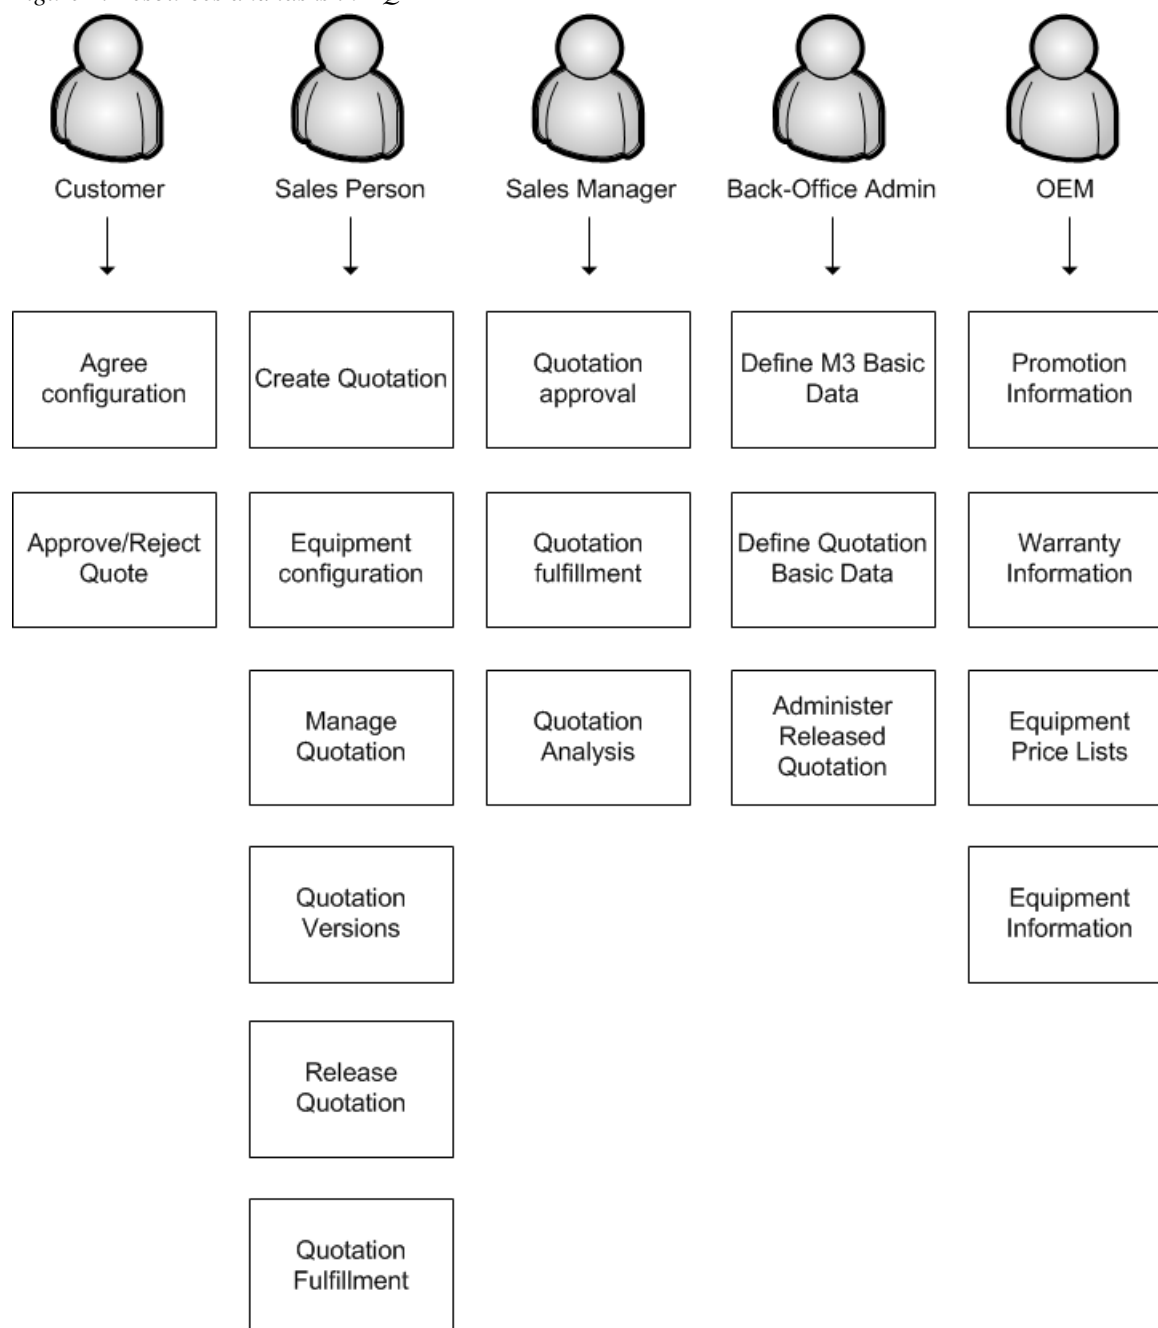 Customer
Sales Person
Sales Manager
Back-Office Admin
OEM
Agree
configuration
Create Quotation
Quotation
approval
Define M3 Basic
Data
Promotion
Information
Approve/Reject
Quote
Equipment
configuration
Quotation
fulfillment
Define Quotation
Basic Data
Warranty
Information
Manage
Quotation
Quotation
Analysis
Administer
Released
Quotation
Equipment
Price Lists
Quotation
Versions
Equipment
Information
Release
Quotation
Quotation
Fulfillment